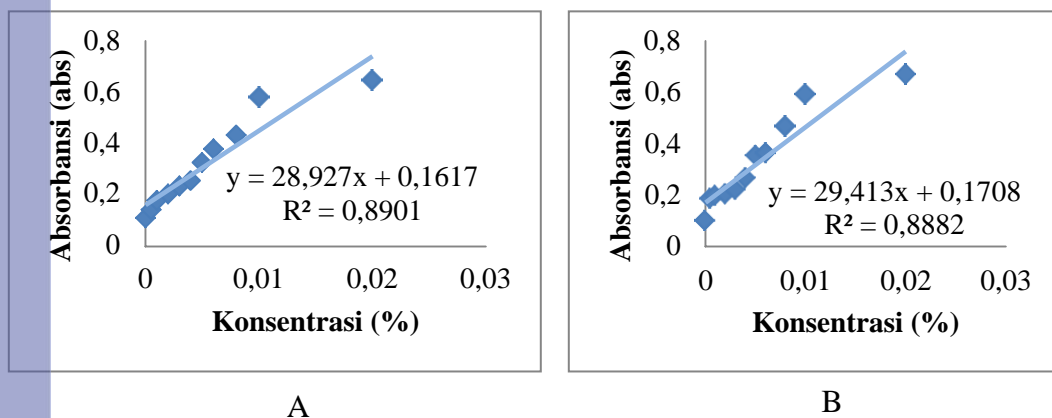 0,8
0,6
0,4
0,2
0
0
0,01
0,02
0,03
Absorbansi (abs)
Konsentrasi (%)
y = 28,927x + 0,1617
R² = 0,8901
A
0,8
0,6
0,4
0,2
0
0
0,01
0,02
0,03
Absorbansi (abs)
Konsentrasi (%)
y = 29,413x + 0,1708
R² = 0,8882
B